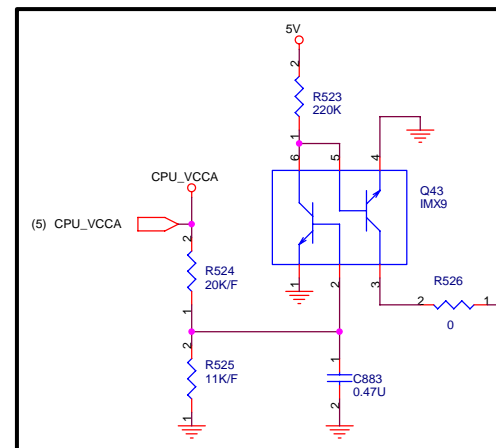 5V
2
R523
220K
1
6
5
4
CPU_VCCA
Q43
IMX9
(5) CPU_VCCA
2
R524
20K/F
1
2
3
R526
2
1
0
1
2
R525
11K/F
1
1
C883
0.47U
2